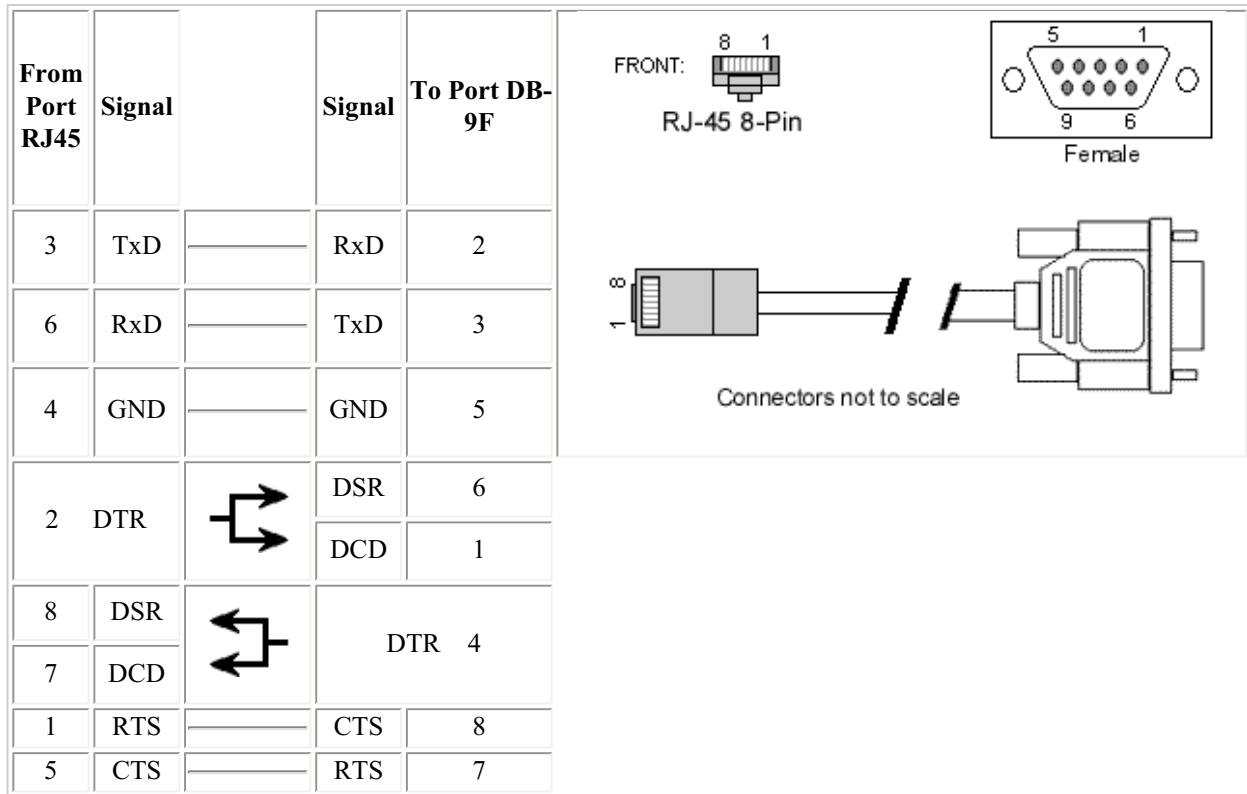 From Port RJ45 Signal Signal To Port DB-9F
3 TxD RxD 2
6 RxD TxD 3
4 GND GND 5
2 DTR DSR 6
DCD 1
8 DSR DTR 4
7 DCD
1 RTS CTS 8
5 CTS RTS 7
8 1
FRONT:
RJ-45 8-Pin
5 1
9 6
Female
8
1
Connectors not to scale